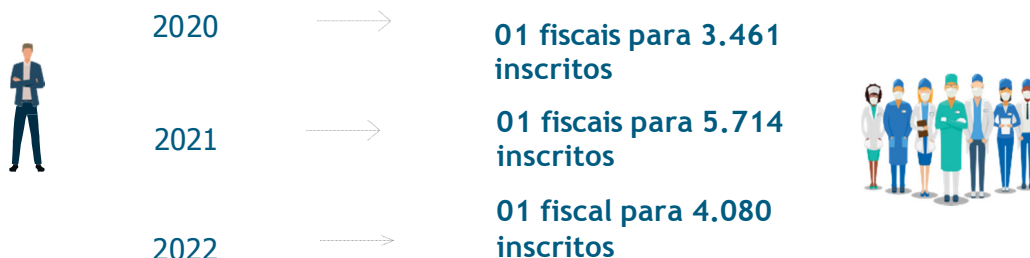 2020
01 fiscais para 3.461
inscritos
2021
01 fiscais para 5.714
inscritos
2022
01 fiscal para 4.080
inscritos